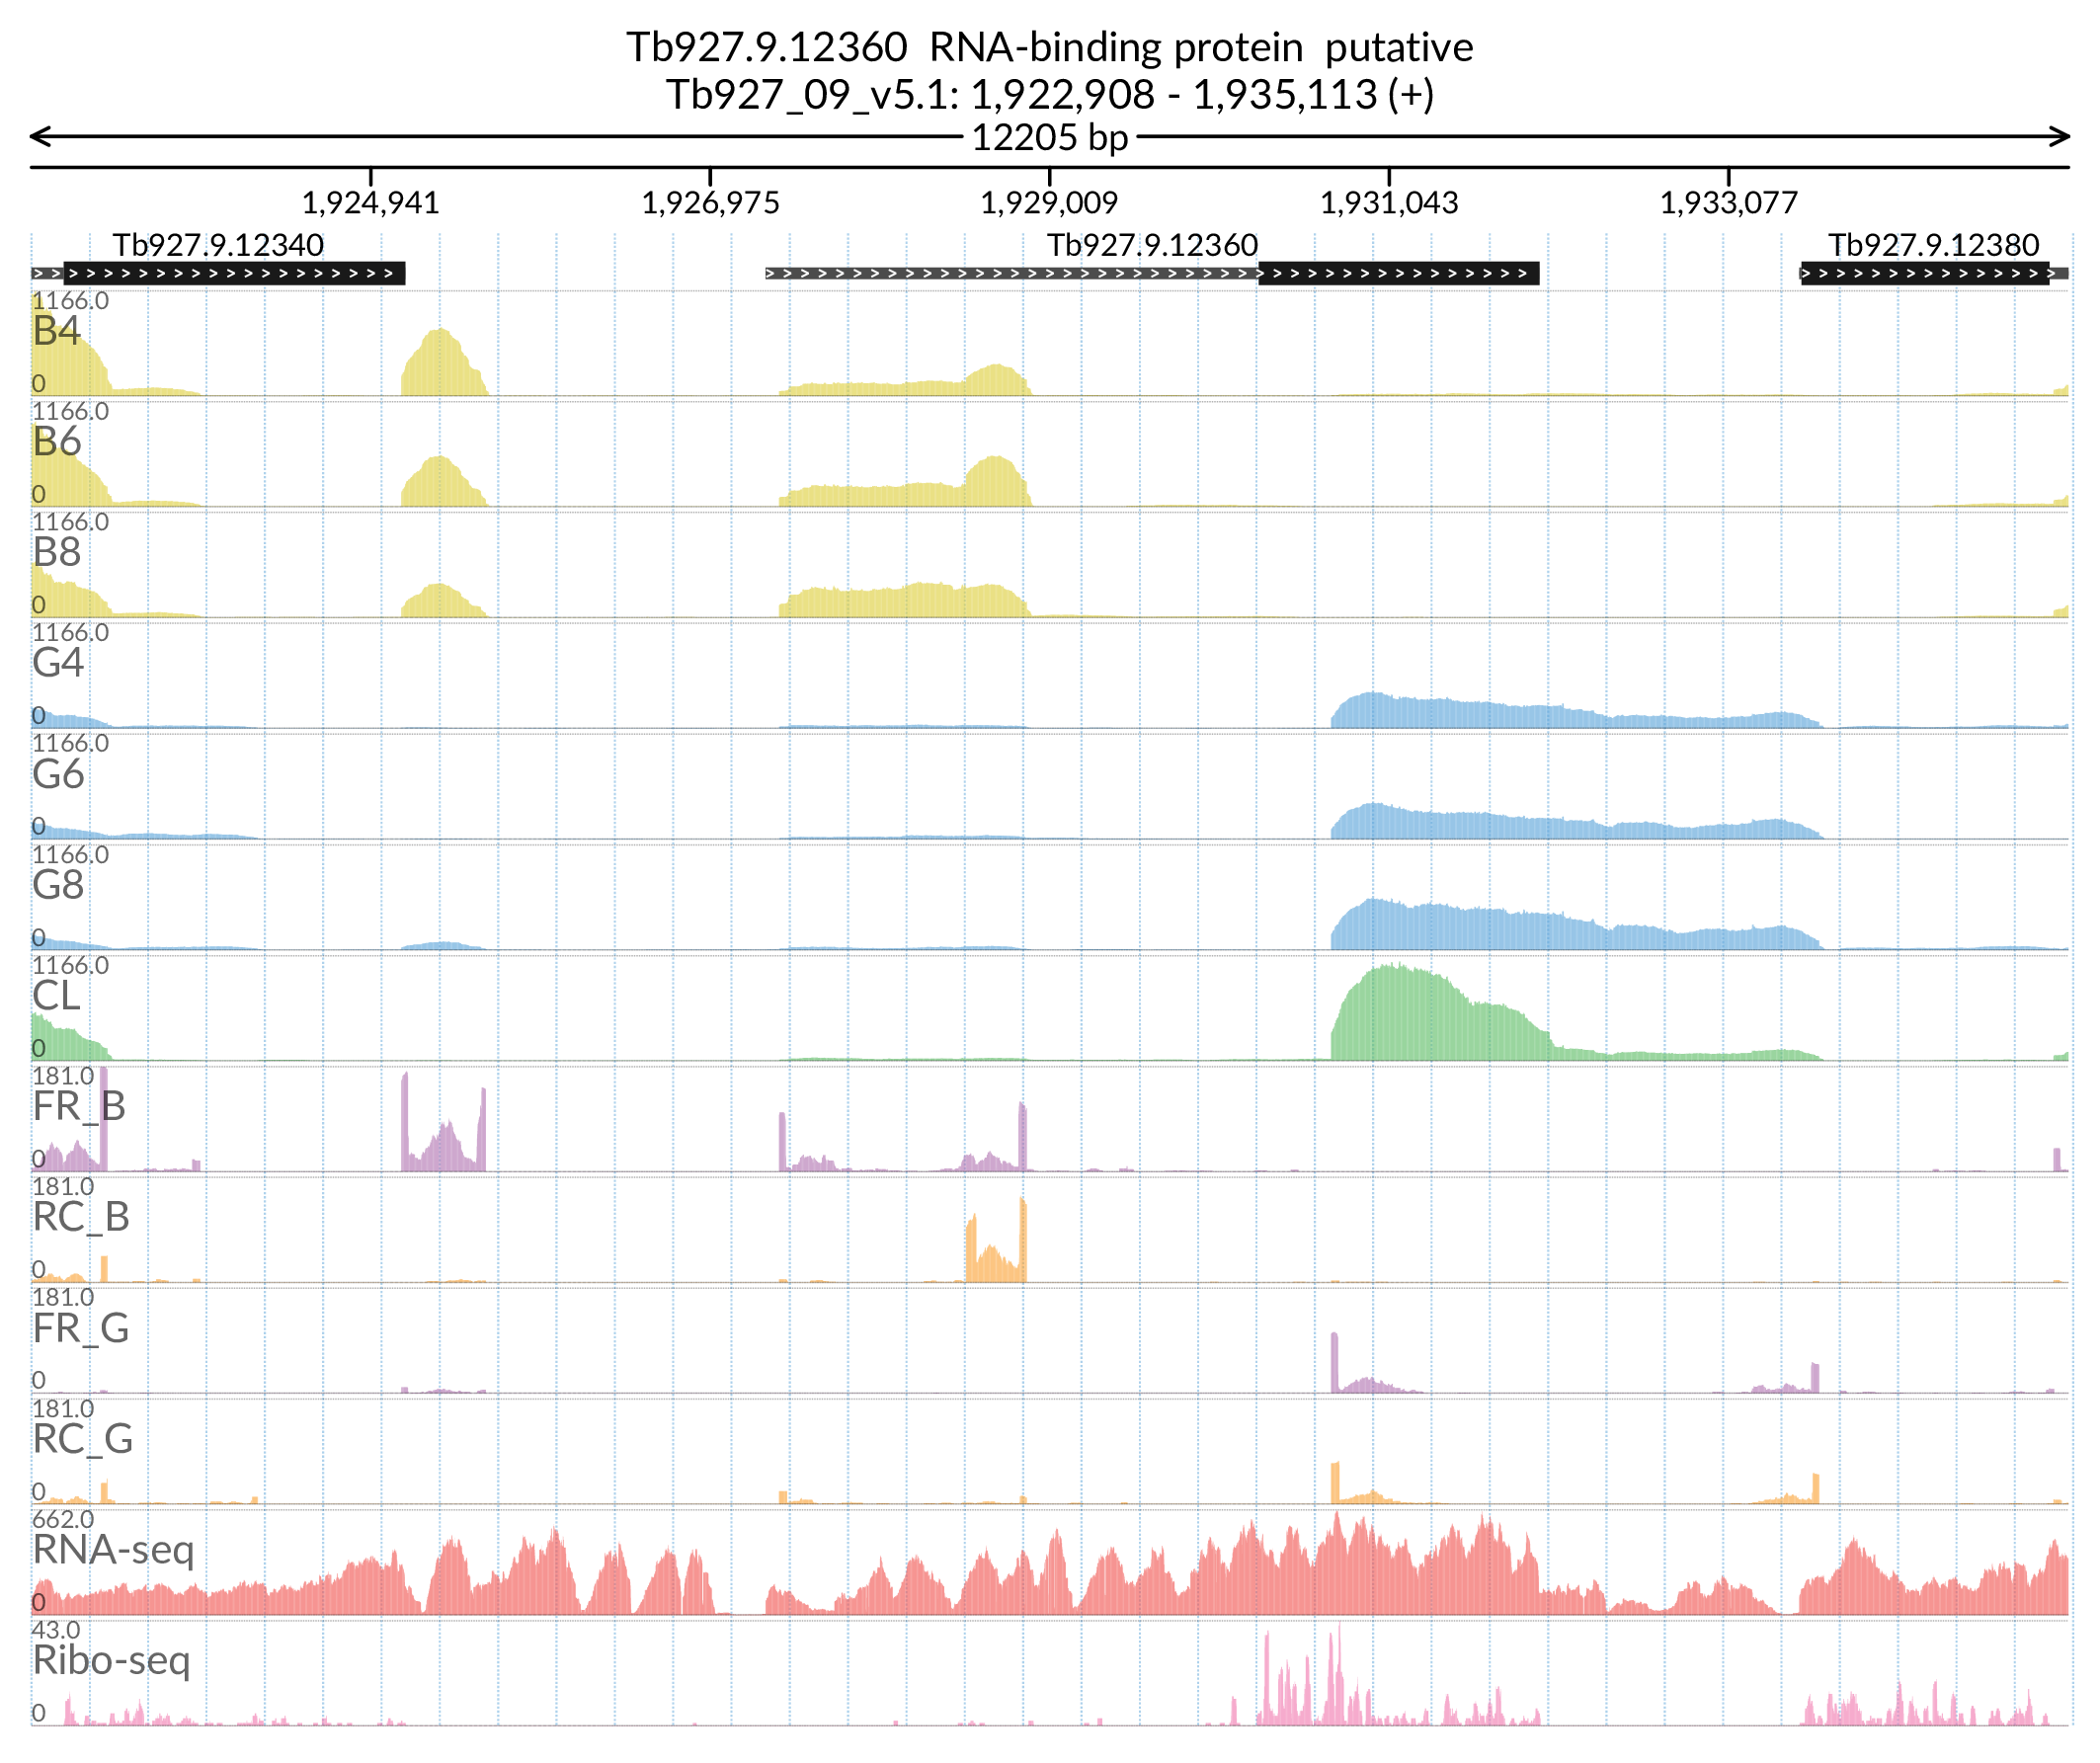 Tb927.9.12360 RNA-binding protein putative
Tb927_09_v5.1: 1,922,908 - 1,935,113 (+)
12205 bp
1,924,941 1,926,975 1,929,009 1,931,043 1,933,077
Tb927.9.12340 Tb927.9.12360 Tb927.9.12380
1166.0
B4
0
1166.0
B6
0
1166.0
B8
0
1166.0
G4
0
1166.0
G6
0
1166.0
G8
0
1166.0
CL
0
181.0
FR_B
0
181.0
RC_B
0
181.0
FR_G
0
181.0
RC_G
0
662.0
RNA-seq
0
43.0
Ribo-seq
0